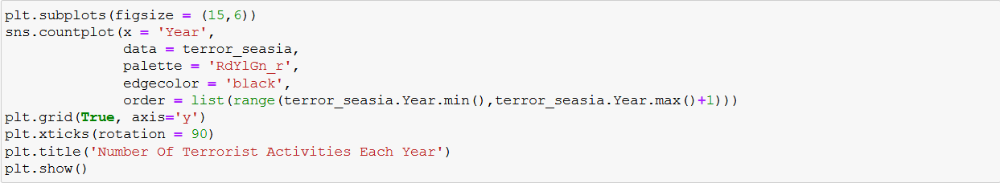 plt.subplots(figsize = (15,6))
sns.countplot(x = 'Year',
              data = terror_seasia,
              palette = 'RdYlGn_r',
              edgecolor = 'black',
              order = list(range(terror_seasia.Year.min(),terror_seasia.Year.max()+1)))
plt.grid(True, axis='y')
plt.xticks(rotation = 90)
plt.title('Number Of Terrorist Activities Each Year')
plt.show()